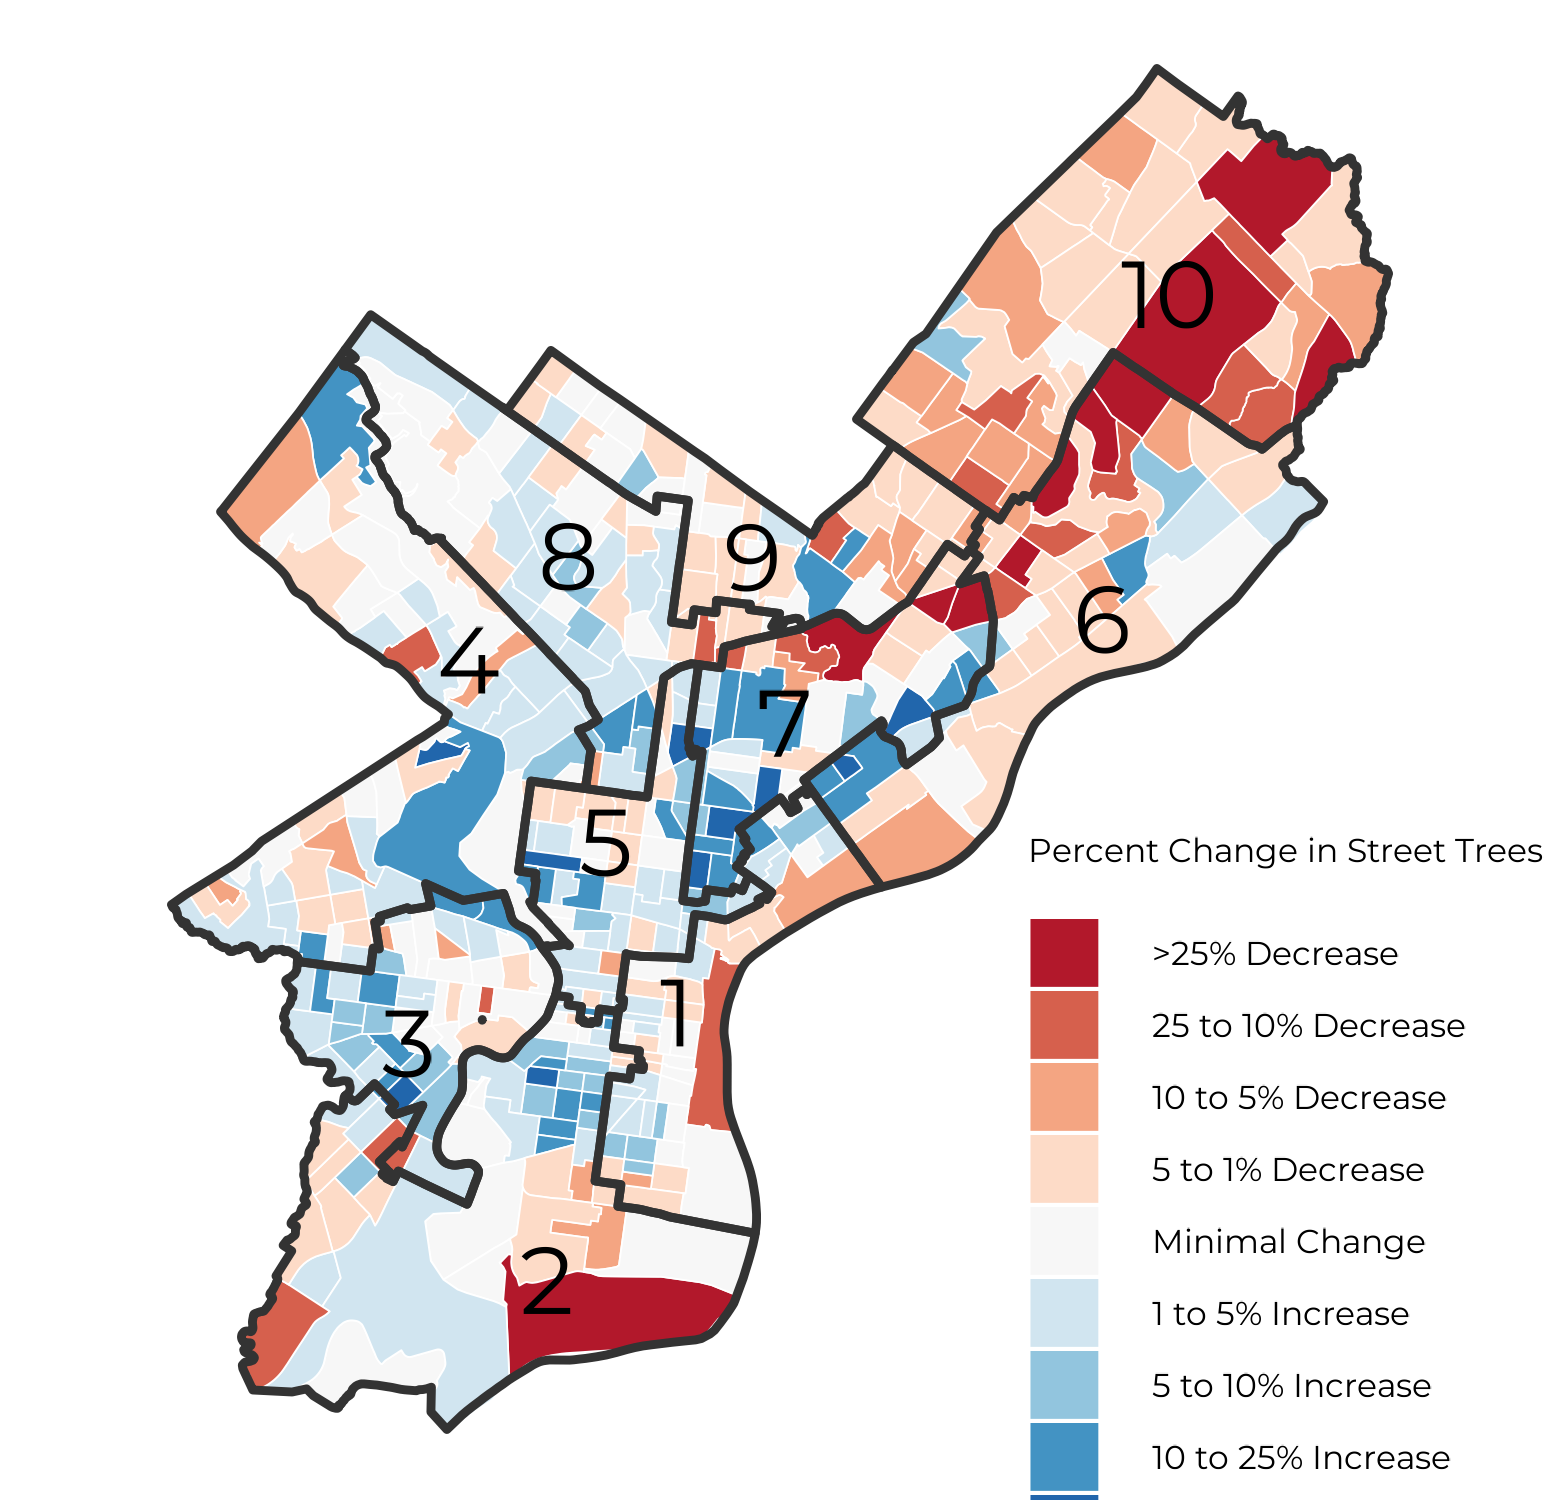 10
8
9
6
4
7
5
Percent Change in Street Trees
>25% Decrease
1
25 to 10% Decrease
3
10 to 5% Decrease
5 to 1% Decrease
Minimal Change
2
1 to 5% Increase
5 to 10% Increase
10 to 25% Increase